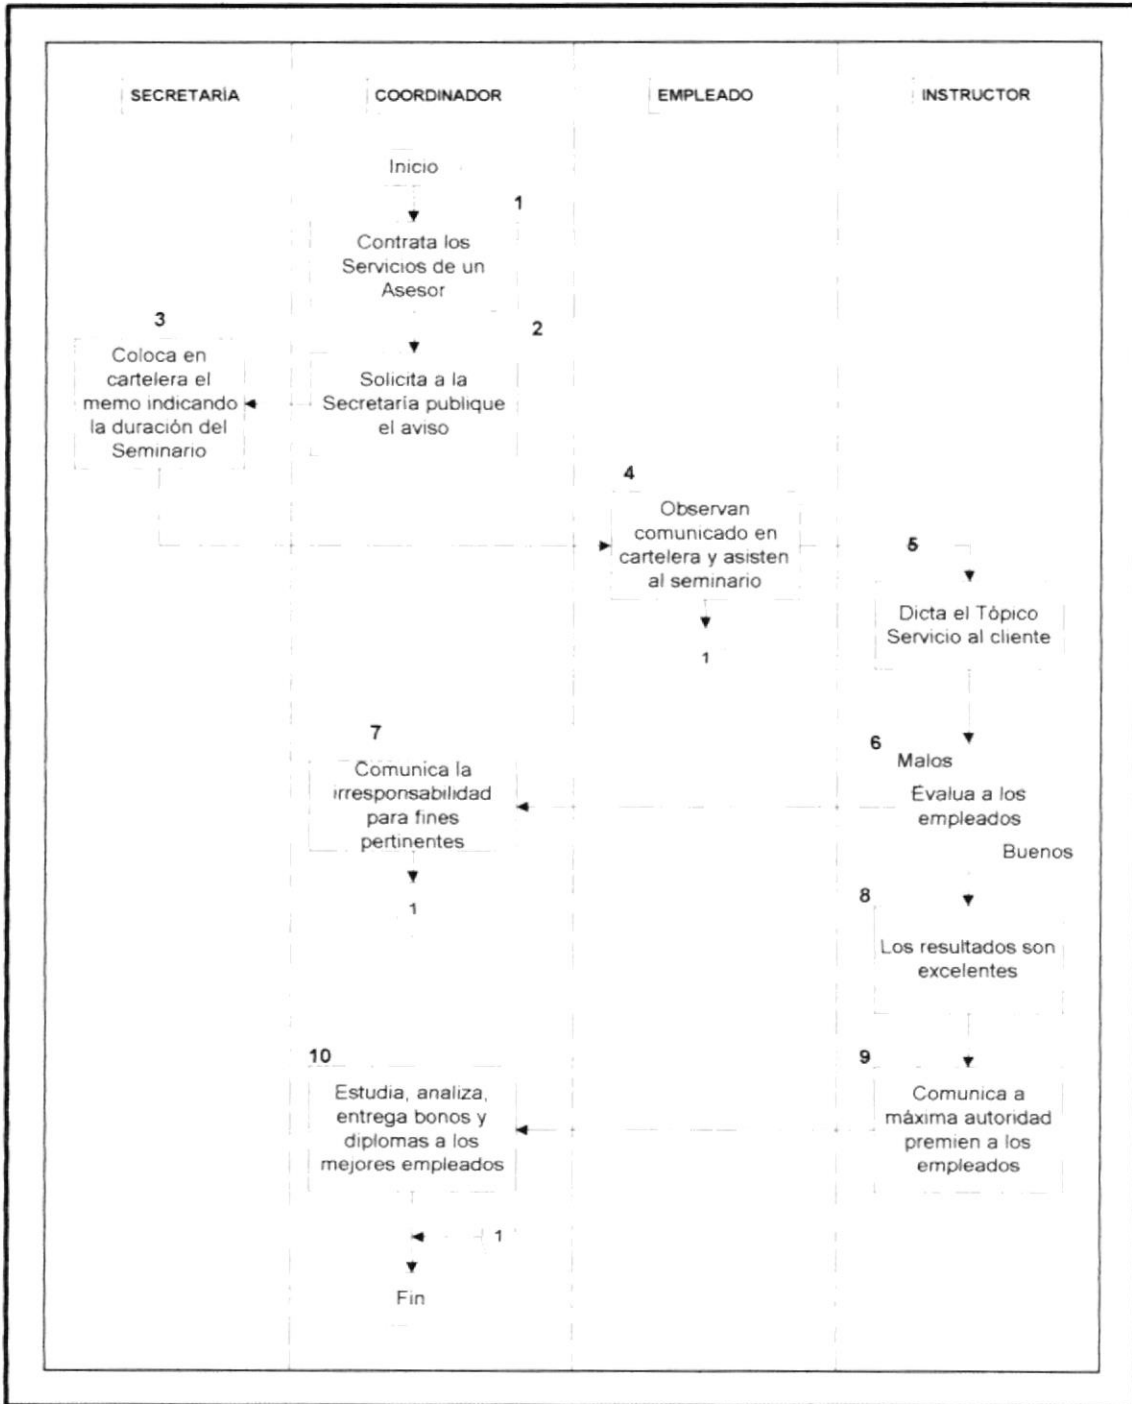 SECRETARÍA
COORDINADOR
EMPLEADO
INSTRUCTOR
Inicio
1
Contrata los
Servicios de un
Asesor
2
Solicita a la
Secretaría publique
el aviso
3
Coloca en
cartelera el
memo indicando
la duración del
Seminario
4
Observan
comunicado en
cartelera y asisten
al seminario
1
5
Dicta el Tópico
Servicio al cliente
6
Malos
Evalua a los
empleados
Buenos
7
Comunica la
irresponsabilidad
para fines
pertinentes
1
8
Los resultados son
excelentes
9
Comunica a
máxima autoridad
premien a los
empleados
10
Estudia, analiza,
entrega bonos y
diplomas a los
mejores empleados
1
Fin